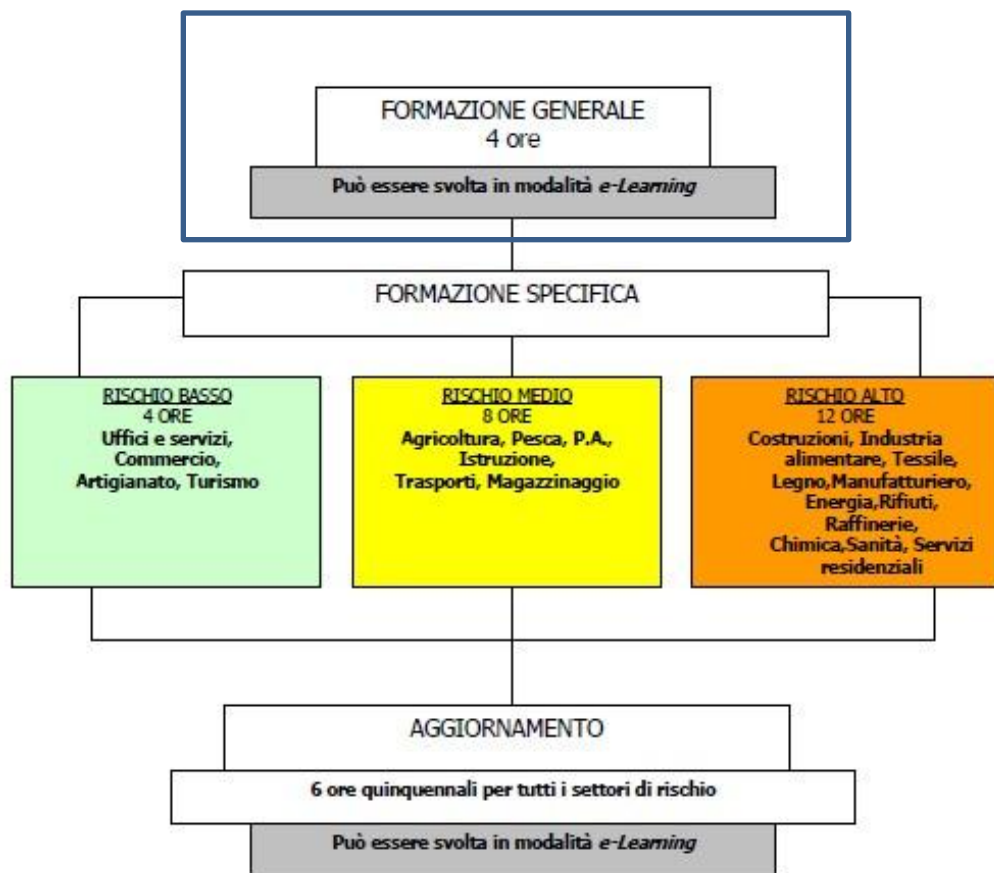 FORMAZIONE GENERALE
4 ore
Può essere svolta in modalità e-Learning
FORMAZIONE SPECIFICA
RISCHIO BASSO
4 ORE
Uffici e servizi,
Commercio,
Artigianato, Turismo
RISCHIO MEDIO
8 ORE
Agricoltura, Pesca, P.A.,
Istruzione,
Trasporti, Magazzinaggio
RISCHIO ALTO
12 ORE
Costruzioni, Industria
alimentare, Tessile,
Legno,Manufatturiero,
Energia,Rifiuti,
Raffinerie,
Chimica,Sanità, Servizi
residenziali
AGGIORNAMENTO
6 ore quinquennali per tutti i settori di rischio
Può essere svolta in modalità e-Learning